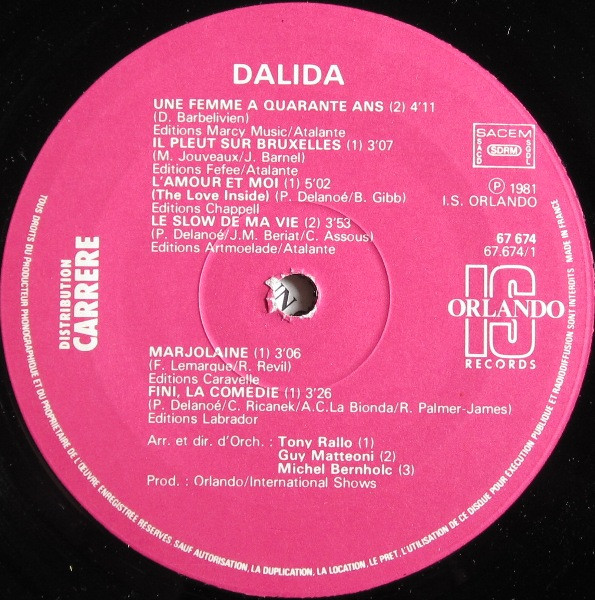 DALIDA
UNE FEMME A QUARANTE ANS (2) 4'11
(D. Barbelivien)
Editions Marcy Music/Atalante
IL PLEUT SUR BRUXELLES (1) 3'07
(M. Jouveaux/J. Barnel)
Editions Fefee/Atalante
L'AMOUR ET MOI (1) 5'02
(The Love Inside) (P. Delanoé/B. Gibb)
Editions Chappell
LE SLOW DE MA VIE (2) 3'53
(P. Delanoé/J.M. Beriat/C. Assous)
Editions Artmoelade/Atalante
SACEM
SACD
SDRM
SGDL
Ⓟ 1981
I.S. ORLANDO
67 674
67.674/1
IS
ORLANDO
RECORDS
DISTRIBUTION
CARRERE
MARJOLAINE (1) 3'06
(F. Lemarque/R. Revil)
Editions Caravelle
FINI, LA COMEDIE (1) 3'26
(P. Delanoé/C. Ricanek/A.C.La Bionda/R. Palmer-James)
Editions Labrador
Arr. et dir. d'Orch. : Tony Rallo (1)
Guy Matteoni (2)
Michel Bernholc (3)
Prod. : Orlando/International Shows
TOUS DROITS DU PRODUCTEUR PHONOGRAPHIQUE ET DU PROPRIETAIRE DE L'ŒUVRE ENREGISTREE RESERVES. SAUF AUTORISATION, LA DUPLICATION, LA LOCATION, LE PRET, L'UTILISATION DE CE DISQUE POUR EXECUTION PUBLIQUE ET RADIODIFFUSION SONT INTERDITS. MADE IN FRANCE.